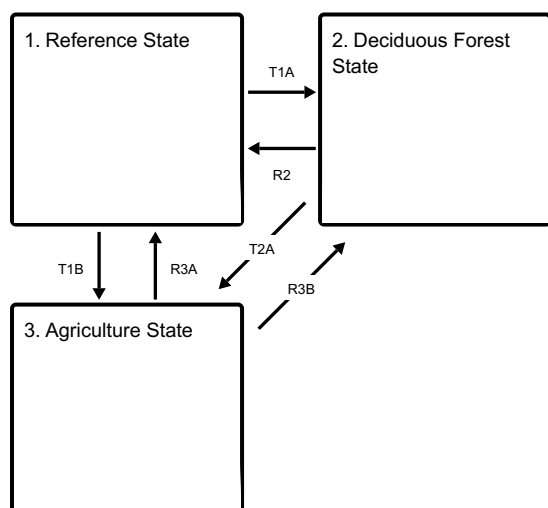 1. Reference State
2. Deciduous Forest
State
T1A
R2
T2A
T1B
R3A
R3B
3. Agriculture State